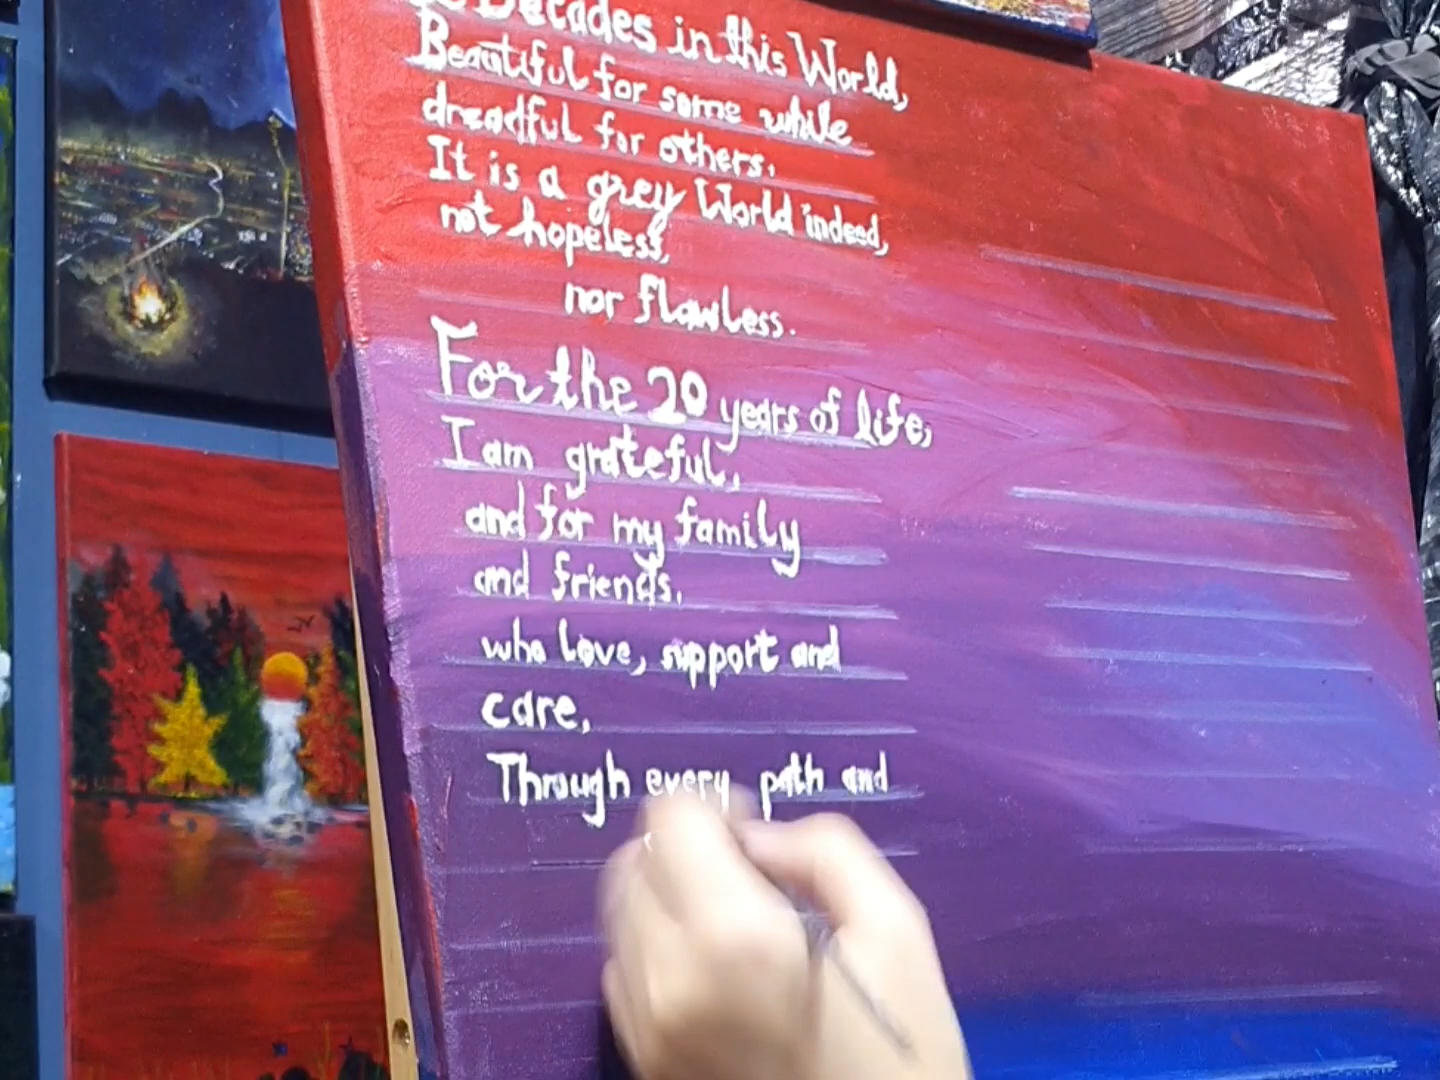 Decades in this World,
Beautiful for some while
dreadful for others.
It is a grey World indeed,
not hopeless,
nor flawless.
For the 20 years of life,
I am grateful,
and for my family
and friends,
who love, support and
care,
Through every path and